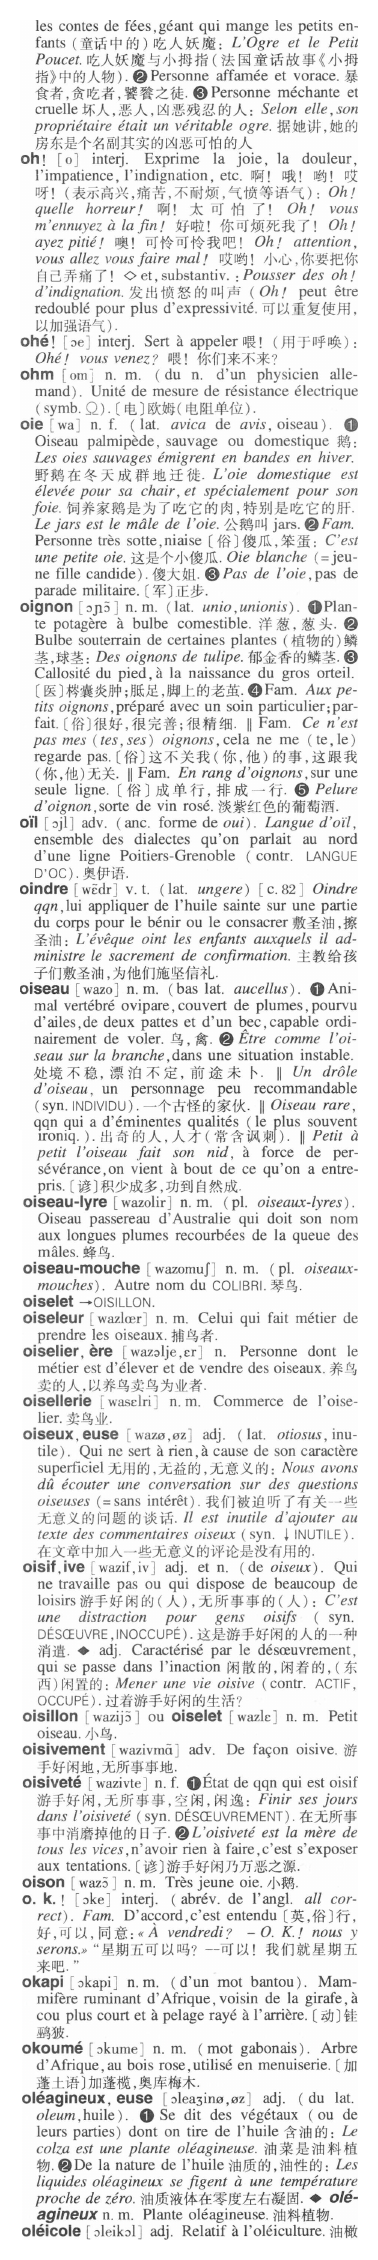 les contes de fées,géant qui mange les petits en-
fants (童话中的) 吃人妖魔: L'Ogre et le Petit
Poucet. 吃人妖魔与小拇指(法国童话故事《小拇
指》中的人物). ❷ Personne affamée et vorace. 暴
食者,贪吃者,饕餮之徒. ❸ Personne méchante et
cruelle 坏人,恶人,凶恶残忍的人: Selon elle,son
propriétaire était un véritable ogre. 据她讲,她的
房东是个名副其实的凶恶可怕的人
oh! [o] interj. Exprime la joie, la douleur,
l'impatience, l'indignation, etc. 啊! 哦! 哟! 哎
呀! (表示高兴,痛苦,不耐烦,气愤等语气): Oh!
quelle horreur! 啊! 太可怕了! Oh! vous
m'ennuyez à la fin! 好啦! 你可烦死我了! Oh!
ayez pitié! 噢! 可怜可怜我吧! Oh! attention,
vous allez vous faire mal! 哎哟! 小心,你要把你
自己弄痛了! ◇ et, substantiv. : Pousser des oh!
d'indignation. 发出愤怒的叫声 (Oh! peut être
redoublé pour plus d'expressivité. 可以重复使用,
以加强语气).
ohé! [ɔe] interj. Sert à appeler 喂! (用于呼唤):
Ohé! vous venez? 喂! 你们来不来?
ohm [om] n. m. (du n. d'un physicien alle-
mand). Unité de mesure de résistance électrique
(symb. Ω). [电]欧姆(电阻单位).
oie [wa] n. f. (lat. avica de avis, oiseau). ❶
Oiseau palmipède, sauvage ou domestique 鹅:
Les oies sauvages émigrent en bandes en hiver.
野鹅在冬天成群地迁徙. L'oie domestique est
élevée pour sa chair, et spécialement pour son
foie. 饲养家鹅是为了吃它的肉,特别是吃它的肝.
Le jars est le mâle de l'oie. 公鹅叫 jars. ❷ Fam.
Personne très sotte,niaise [俗]傻瓜,笨蛋: C'est
une petite oie. 这是个小傻瓜. Oie blanche (=jeu-
ne fille candide). 傻大姐. ❸ Pas de l'oie,pas de
parade militaire. [军]正步.
oignon [ɔɲɔ̃] n. m. (lat. unio,unionis). ❶Plan-
te potagère à bulbe comestible. 洋葱,葱头. ❷
Bulbe souterrain de certaines plantes (植物的)鳞
茎,球茎: Des oignons de tulipe. 郁金香的鳞茎. ❸
Callosité du pied,à la naissance du gros orteil.
[医]𧿹囊炎肿;胝足,脚上的老茧. ❹Fam. Aux pe-
tits oignons,préparé avec un soin particulier;par-
fait. [俗]很好,很完善;很精细. ‖ Fam. Ce n'est
pas mes (tes,ses) oignons,cela ne me (te,le)
regarde pas. [俗]这不关我(你,他)的事,这跟我
(你,他)无关. ‖ Fam. En rang d'oignons,sur une
seule ligne. [俗]成单行,排成一行. ❺ Pelure
d'oignon,sorte de vin rosé. 淡紫红色的葡萄酒.
oïl [ɔjl] adv. (anc. forme de oui). Langue d'oïl,
ensemble des dialectes qu'on parlait au nord
d'une ligne Poitiers-Grenoble (contr. LANGUE
D'OC). 奥伊语.
oindre [wɛ̃dr] v. t. (lat. ungere) [c. 82] Oindre
qqn,lui appliquer de l'huile sainte sur une partie
du corps pour le bénir ou le consacrer 敷圣油,擦
圣油: L'évêque oint les enfants auxquels il ad-
ministre le sacrement de confirmation. 主教给孩
子们敷圣油,为他们施坚信礼.
oiseau [wazo] n. m. (bas lat. aucellus). ❶Ani-
mal vertébré ovipare,couvert de plumes,pourvu
d'ailes,de deux pattes et d'un bec,capable ordi-
nairement de voler. 鸟,禽. ❷ Être comme l'oi-
seau sur la branche,dans une situation instable.
处境不稳,漂泊不定,前途未卜. ‖ Un drôle
d'oiseau, un personnage peu recommandable
(syn. INDIVIDU). 一个古怪的家伙. ‖ Oiseau rare,
qqn qui a d'éminentes qualités (le plus souvent
ironiq.). 出奇的人,人才(常含讽刺). ‖ Petit à
petit l'oiseau fait son nid, à force de per-
sévérance,on vient à bout de ce qu'on a entre-
pris. [谚]积少成多,功到自然成.
oiseau-lyre [wazolir] n. m. (pl. oiseaux-lyres).
Oiseau passereau d'Australie qui doit son nom
aux longues plumes recourbées de la queue des
mâles. 蜂鸟.
oiseau-mouche [wazomuʃ] n. m. (pl. oiseaux-
mouches). Autre nom du COLIBRI. 琴鸟.
oiselet →OISILLON.
oiseleur [wazlœr] n. m. Celui qui fait métier de
prendre les oiseaux. 捕鸟者.
oiselier, ère [wazəlje,ɛr] n. Personne dont le
métier est d'élever et de vendre des oiseaux. 养鸟
卖的人,以养鸟卖鸟为业者.
oisellerie [wasɛlri] n. m. Commerce de l'oise-
lier. 卖鸟业.
oiseux, euse [wazø,øz] adj. (lat. otiosus, inu-
tile). Qui ne sert à rien,à cause de son caractère
superficiel 无用的,无益的,无意义的: Nous avons
dû écouter une conversation sur des questions
oiseuses (=sans intérêt). 我们被迫听了有关一些
无意义的问题的谈话. Il est inutile d'ajouter au
texte des commentaires oiseux (syn. ↓INUTILE).
在文章中加入一些无意义的评论是没有用的.
oisif,ive [wazif,iv] adj. et n. (de oiseux). Qui
ne travaille pas ou qui dispose de beaucoup de
loisirs 游手好闲的(人),无所事事的(人): C'est
une distraction pour gens oisifs (syn.
DÉSŒUVRÉ,INOCCUPÉ). 这是游手好闲的人的一种
消遣. ◆ adj. Caractérisé par le désœuvrement,
qui se passe dans l'inaction 闲散的,闲着的,(东
西)闲置的: Mener une vie oisive (contr. ACTIF,
OCCUPÉ). 过着游手好闲的生活?
oisillon [wazijɔ̃] ou oiselet [wazlɛ] n. m. Petit
oiseau. 小鸟.
oisivement [wazivmɑ̃] adv. De façon oisive. 游
手好闲地,无所事事地.
oisiveté [wazivte] n. f. ❶État de qqn qui est oisif
游手好闲,无所事事,空闲,闲逸: Finir ses jours
dans l'oisiveté (syn. DÉSŒUVREMENT). 在无所事
事中消磨掉他的日子. ❷L'oisiveté est la mère de
tous les vices,n'avoir rien à faire,c'est s'exposer
aux tentations. [谚]游手好闲乃万恶之源.
oison [wazɔ̃] n. m. Très jeune oie. 小鹅.
o. k. ! [ɔke] interj. (abrév. de l'angl. all cor-
rect). Fam. D'accord,c'est entendu [英,俗]行,
好,可以,同意:« À vendredi? – O. K. ! nous y
serons.» “星期五可以吗? --可以! 我们就星期五
来吧.”
okapi [ɔkapi] n. m. (d'un mot bantou). Mam-
mifère ruminant d'Afrique, voisin de la girafe,à
cou plus court et à pelage rayé à l'arrière. [动]㺢
㹢狓.
okoumé [ɔkume] n. m. (mot gabonais). Arbre
d'Afrique,au bois rose,utilisé en menuiserie. [加
蓬土语]加蓬榄,奥库梅木.
oléagineux, euse [ɔleaʒinø,øz] adj. (du lat.
oleum,huile). ❶ Se dit des végétaux (ou de
leurs parties) dont on tire de l'huile 含油的: Le
colza est une plante oléagineuse. 油菜是油料植
物. ❷De la nature de l'huile 油质的,油性的: Les
liquides oléagineux se figent à une température
proche de zéro. 油质液体在零度左右凝固. ◆ olé-
agineux n. m. Plante oléagineuse. 油料植物.
oléicole [ɔleikɔl] adj. Relatif à l'oléiculture. 油橄